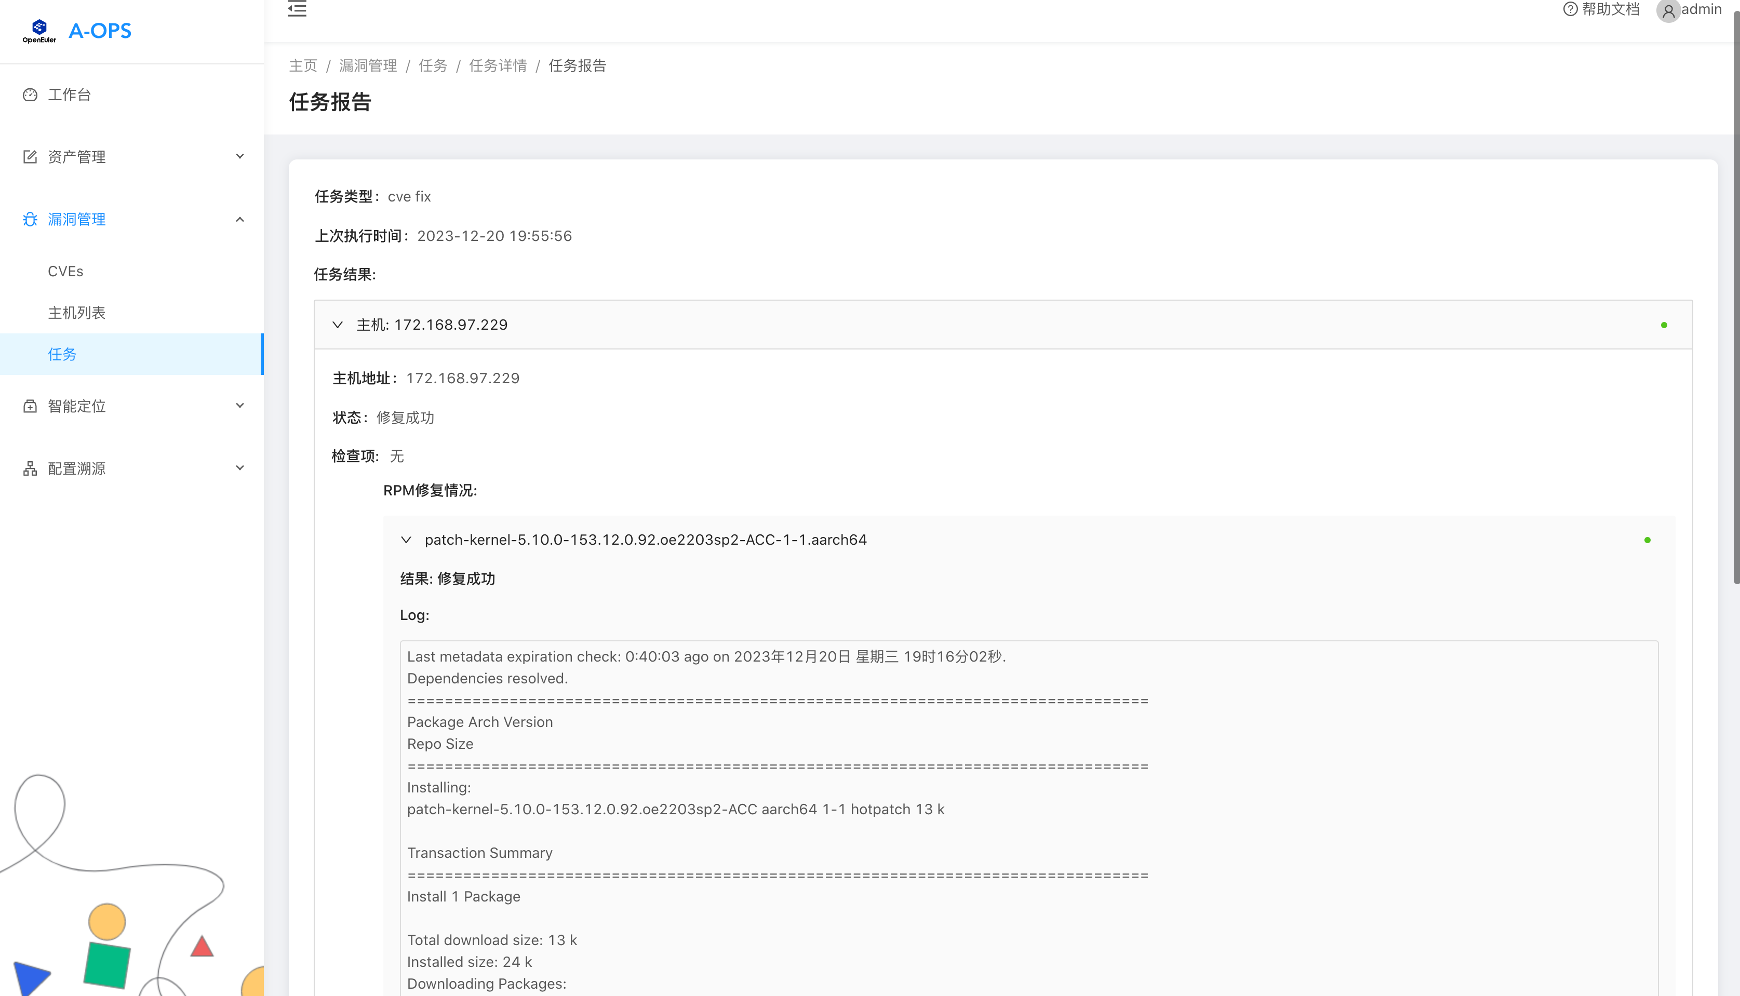 OpenEuler
A-OPS
工作台
资产管理
漏洞管理
CVEs
主机列表
任务
智能定位
配置溯源
帮助文档
admin
主页 / 漏洞管理 / 任务 / 任务详情 / 任务报告
任务报告
任务类型: cve fix
上次执行时间: 2023-12-20 19:55:56
任务结果:
主机: 172.168.97.229
主机地址: 172.168.97.229
状态: 修复成功
检查项: 无
RPM修复情况:
patch-kernel-5.10.0-153.12.0.92.oe2203sp2-ACC-1-1.aarch64
结果: 修复成功
Log:
Last metadata expiration check: 0:40:03 ago on 2023年12月20日 星期三 19时16分02秒.
Dependencies resolved.
================================================================================
Package Arch Version
Repo Size
================================================================================
Installing:
patch-kernel-5.10.0-153.12.0.92.oe2203sp2-ACC aarch64 1-1 hotpatch 13 k
Transaction Summary
================================================================================
Install 1 Package
Total download size: 13 k
Installed size: 24 k
Downloading Packages: